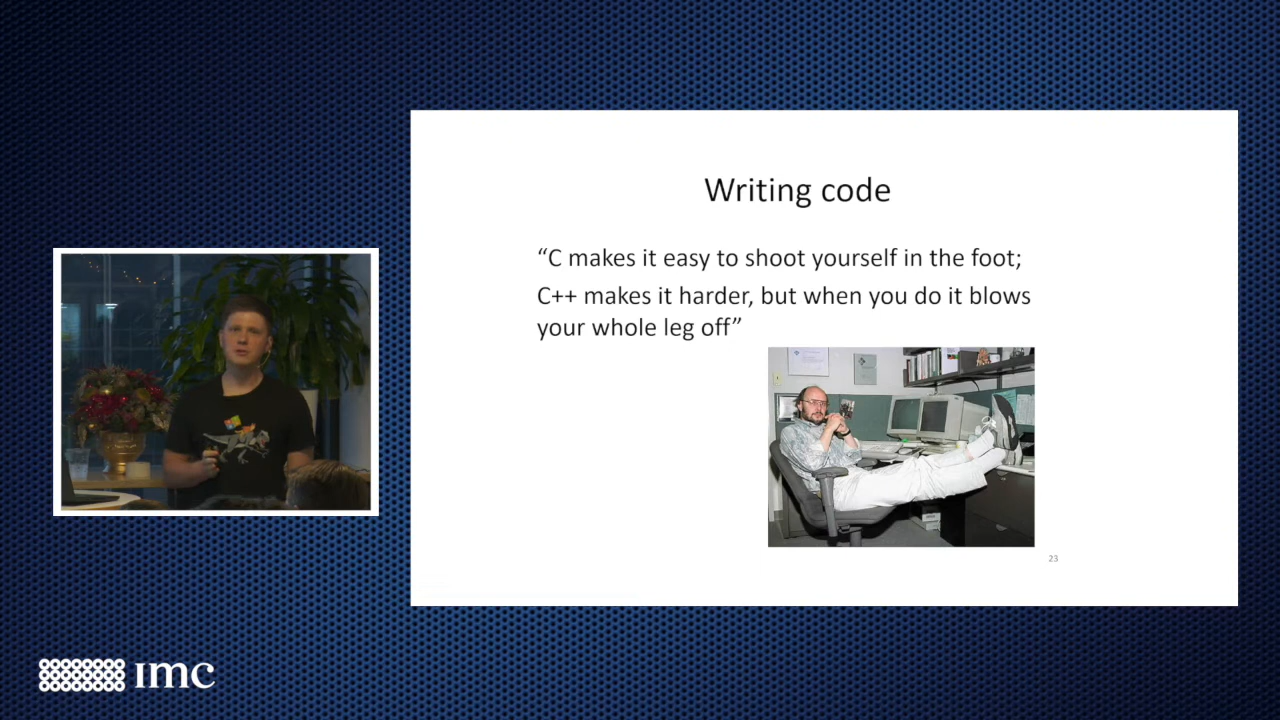 Writing code
“C makes it easy to shoot yourself in the foot;
C++ makes it harder, but when you do it blows
your whole leg off”
23
imc